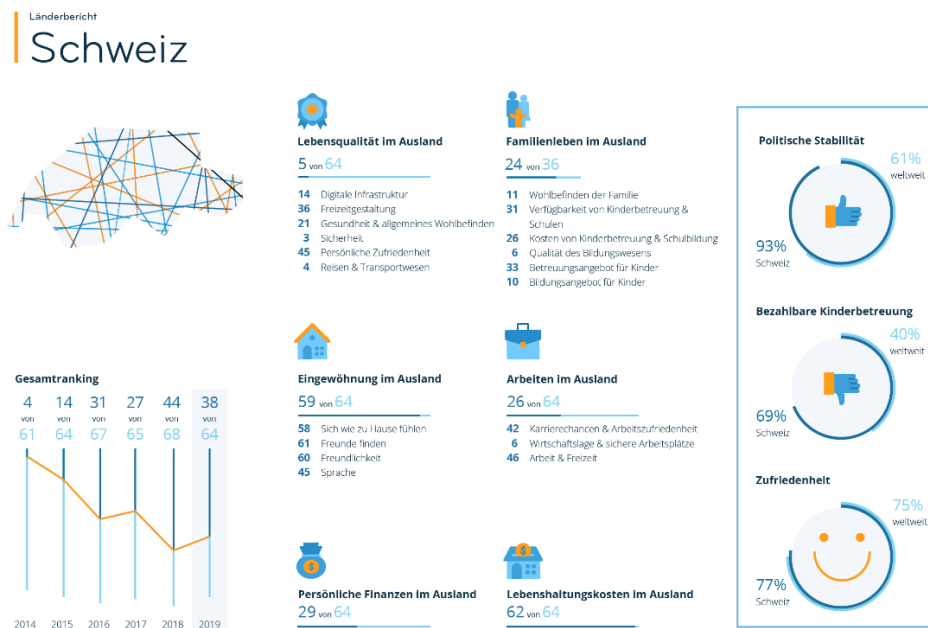 Länderbericht
Schweiz
Gesamtranking
4 14 31 27 44 38
von von von von von von
61 64 67 65 68 64
2014 2015 2016 2017 2018 2019
Lebensqualität im Ausland
5 von 64
14 Digitale Infrastruktur
36 Freizeitgestaltung
21 Gesundheit & allgemeines Wohlbefinden
3 Sicherheit
45 Persönliche Zufriedenheit
4 Reisen & Transportwesen
Familienleben im Ausland
24 von 36
11 Wohlbefinden der Familie
31 Verfügbarkeit von Kinderbetreuung &
Schulen
26 Kosten von Kinderbetreuung & Schulbildung
6 Qualität des Bildungswesens
33 Betreuungsangebot für Kinder
10 Bildungsangebot für Kinder
Eingewöhnung im Ausland
59 von 64
58 Sich wie zu Hause fühlen
61 Freunde finden
60 Freundlichkeit
45 Sprache
Arbeiten im Ausland
26 von 64
42 Karrierechancen & Arbeitszufriedenheit
6 Wirtschaftslage & sichere Arbeitsplätze
46 Arbeit & Freizeit
$
Persönliche Finanzen im Ausland
29 von 64
$
Lebenshaltungskosten im Ausland
62 von 64
Politische Stabilität
61%
weltweit
93%
Schweiz
Bezahlbare Kinderbetreuung
40%
weltweit
69%
Schweiz
Zufriedenheit
75%
weltweit
77%
Schweiz